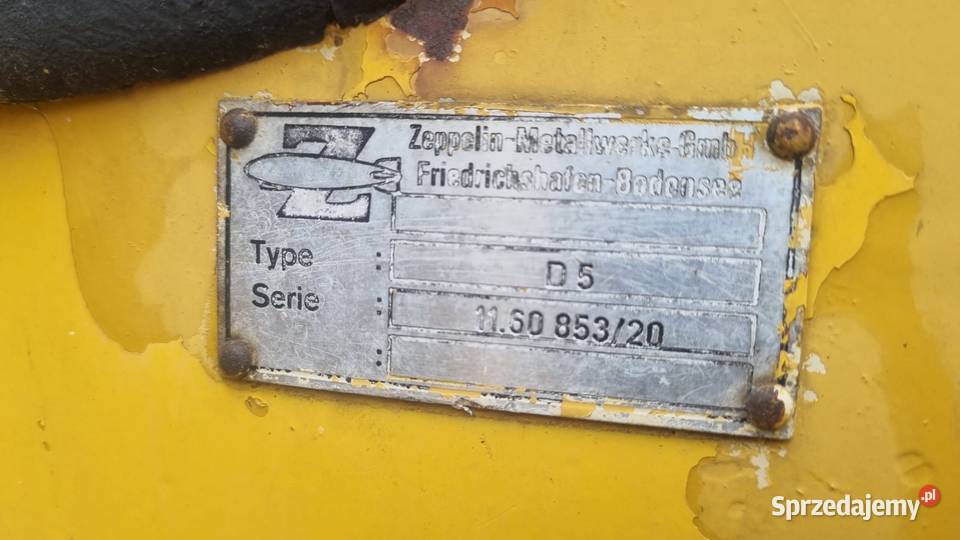 Z
Zeppelin-Metallwerke-GmbH
Friedrichshafen-Bodensee
Type : D 5
Serie : 11.60 853/20
:
Sprzedajemy.pl